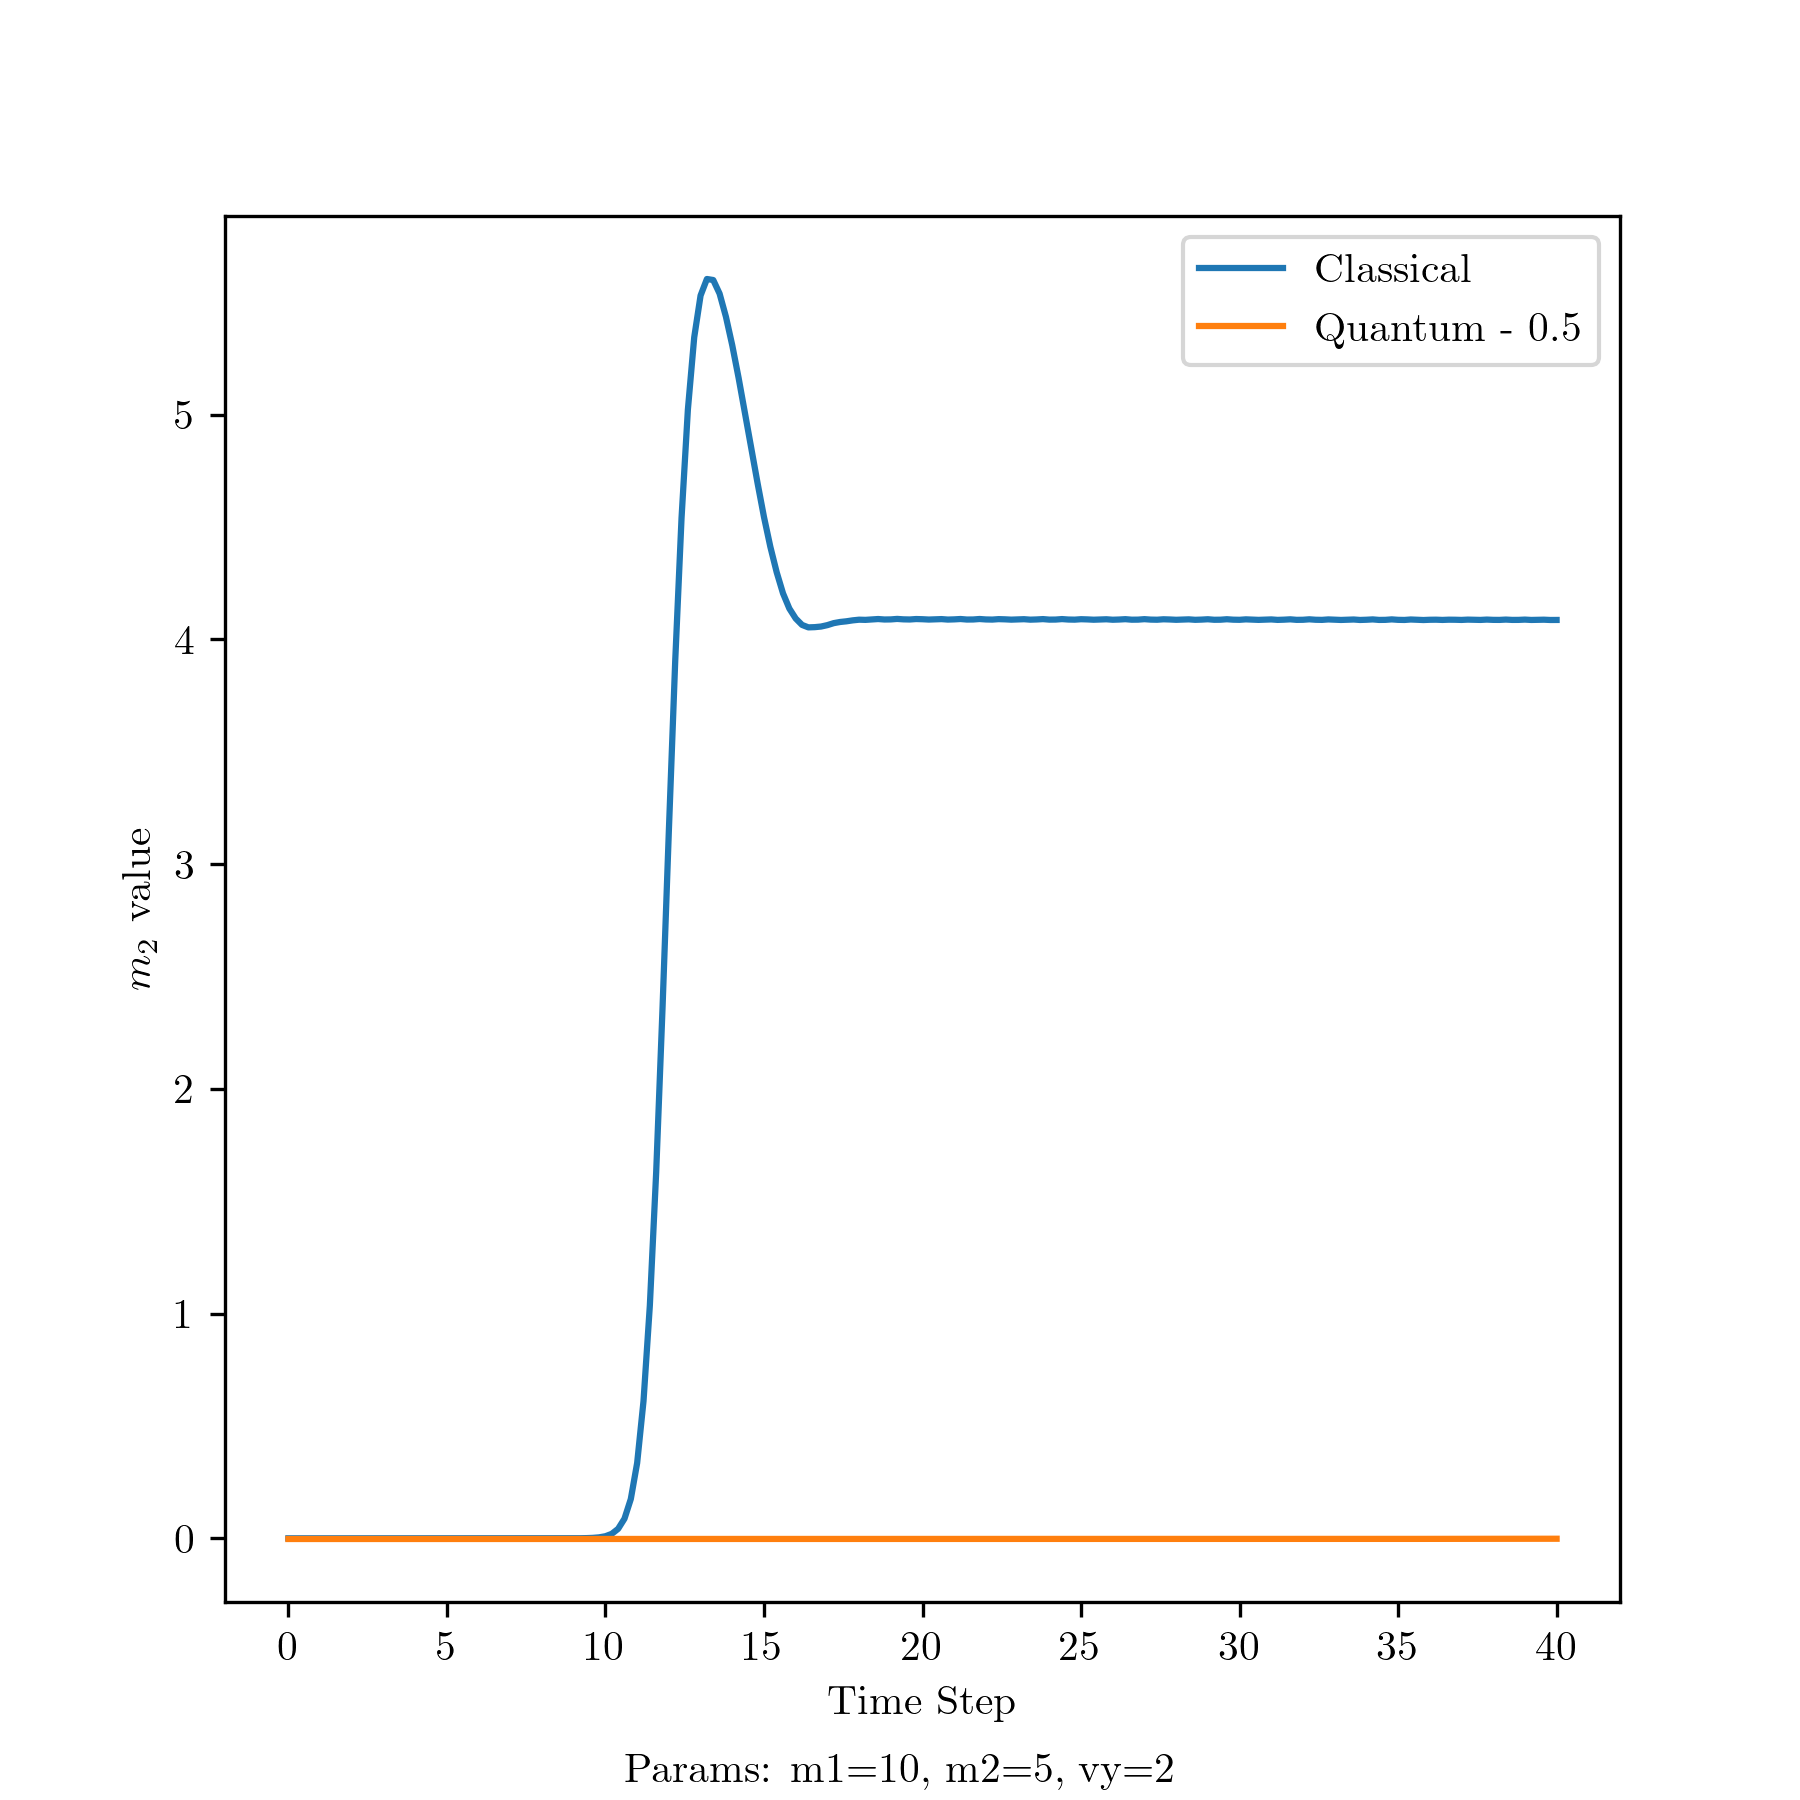 Classical
Quantum - 0.5
5
4
3
2
1
0
m₂ value
0 5 10 15 20 25 30 35 40
Time Step
Params: m1=10, m2=5, vy=2